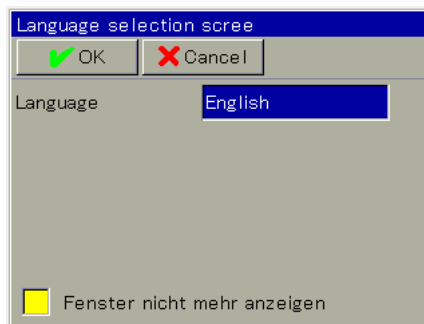 Language selection scree
OK Cancel
Language English
Fenster nicht mehr anzeigen